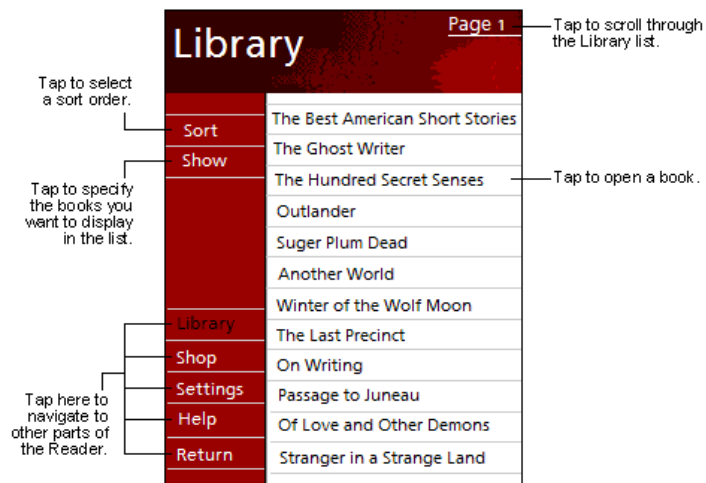 Library
Page 1
Tap to scroll through
the Library list.
Tap to select
a sort order.
Sort
Show
Tap to specify
the books you
want to display
in the list.
The Best American Short Stories
The Ghost Writer
The Hundred Secret Senses
Tap to open a book.
Outlander
Suger Plum Dead
Another World
Winter of the Wolf Moon
The Last Precinct
On Writing
Passage to Juneau
Of Love and Other Demons
Stranger in a Strange Land
Library
Shop
Settings
Help
Return
Tap here to
navigate to
other parts of
the Reader.